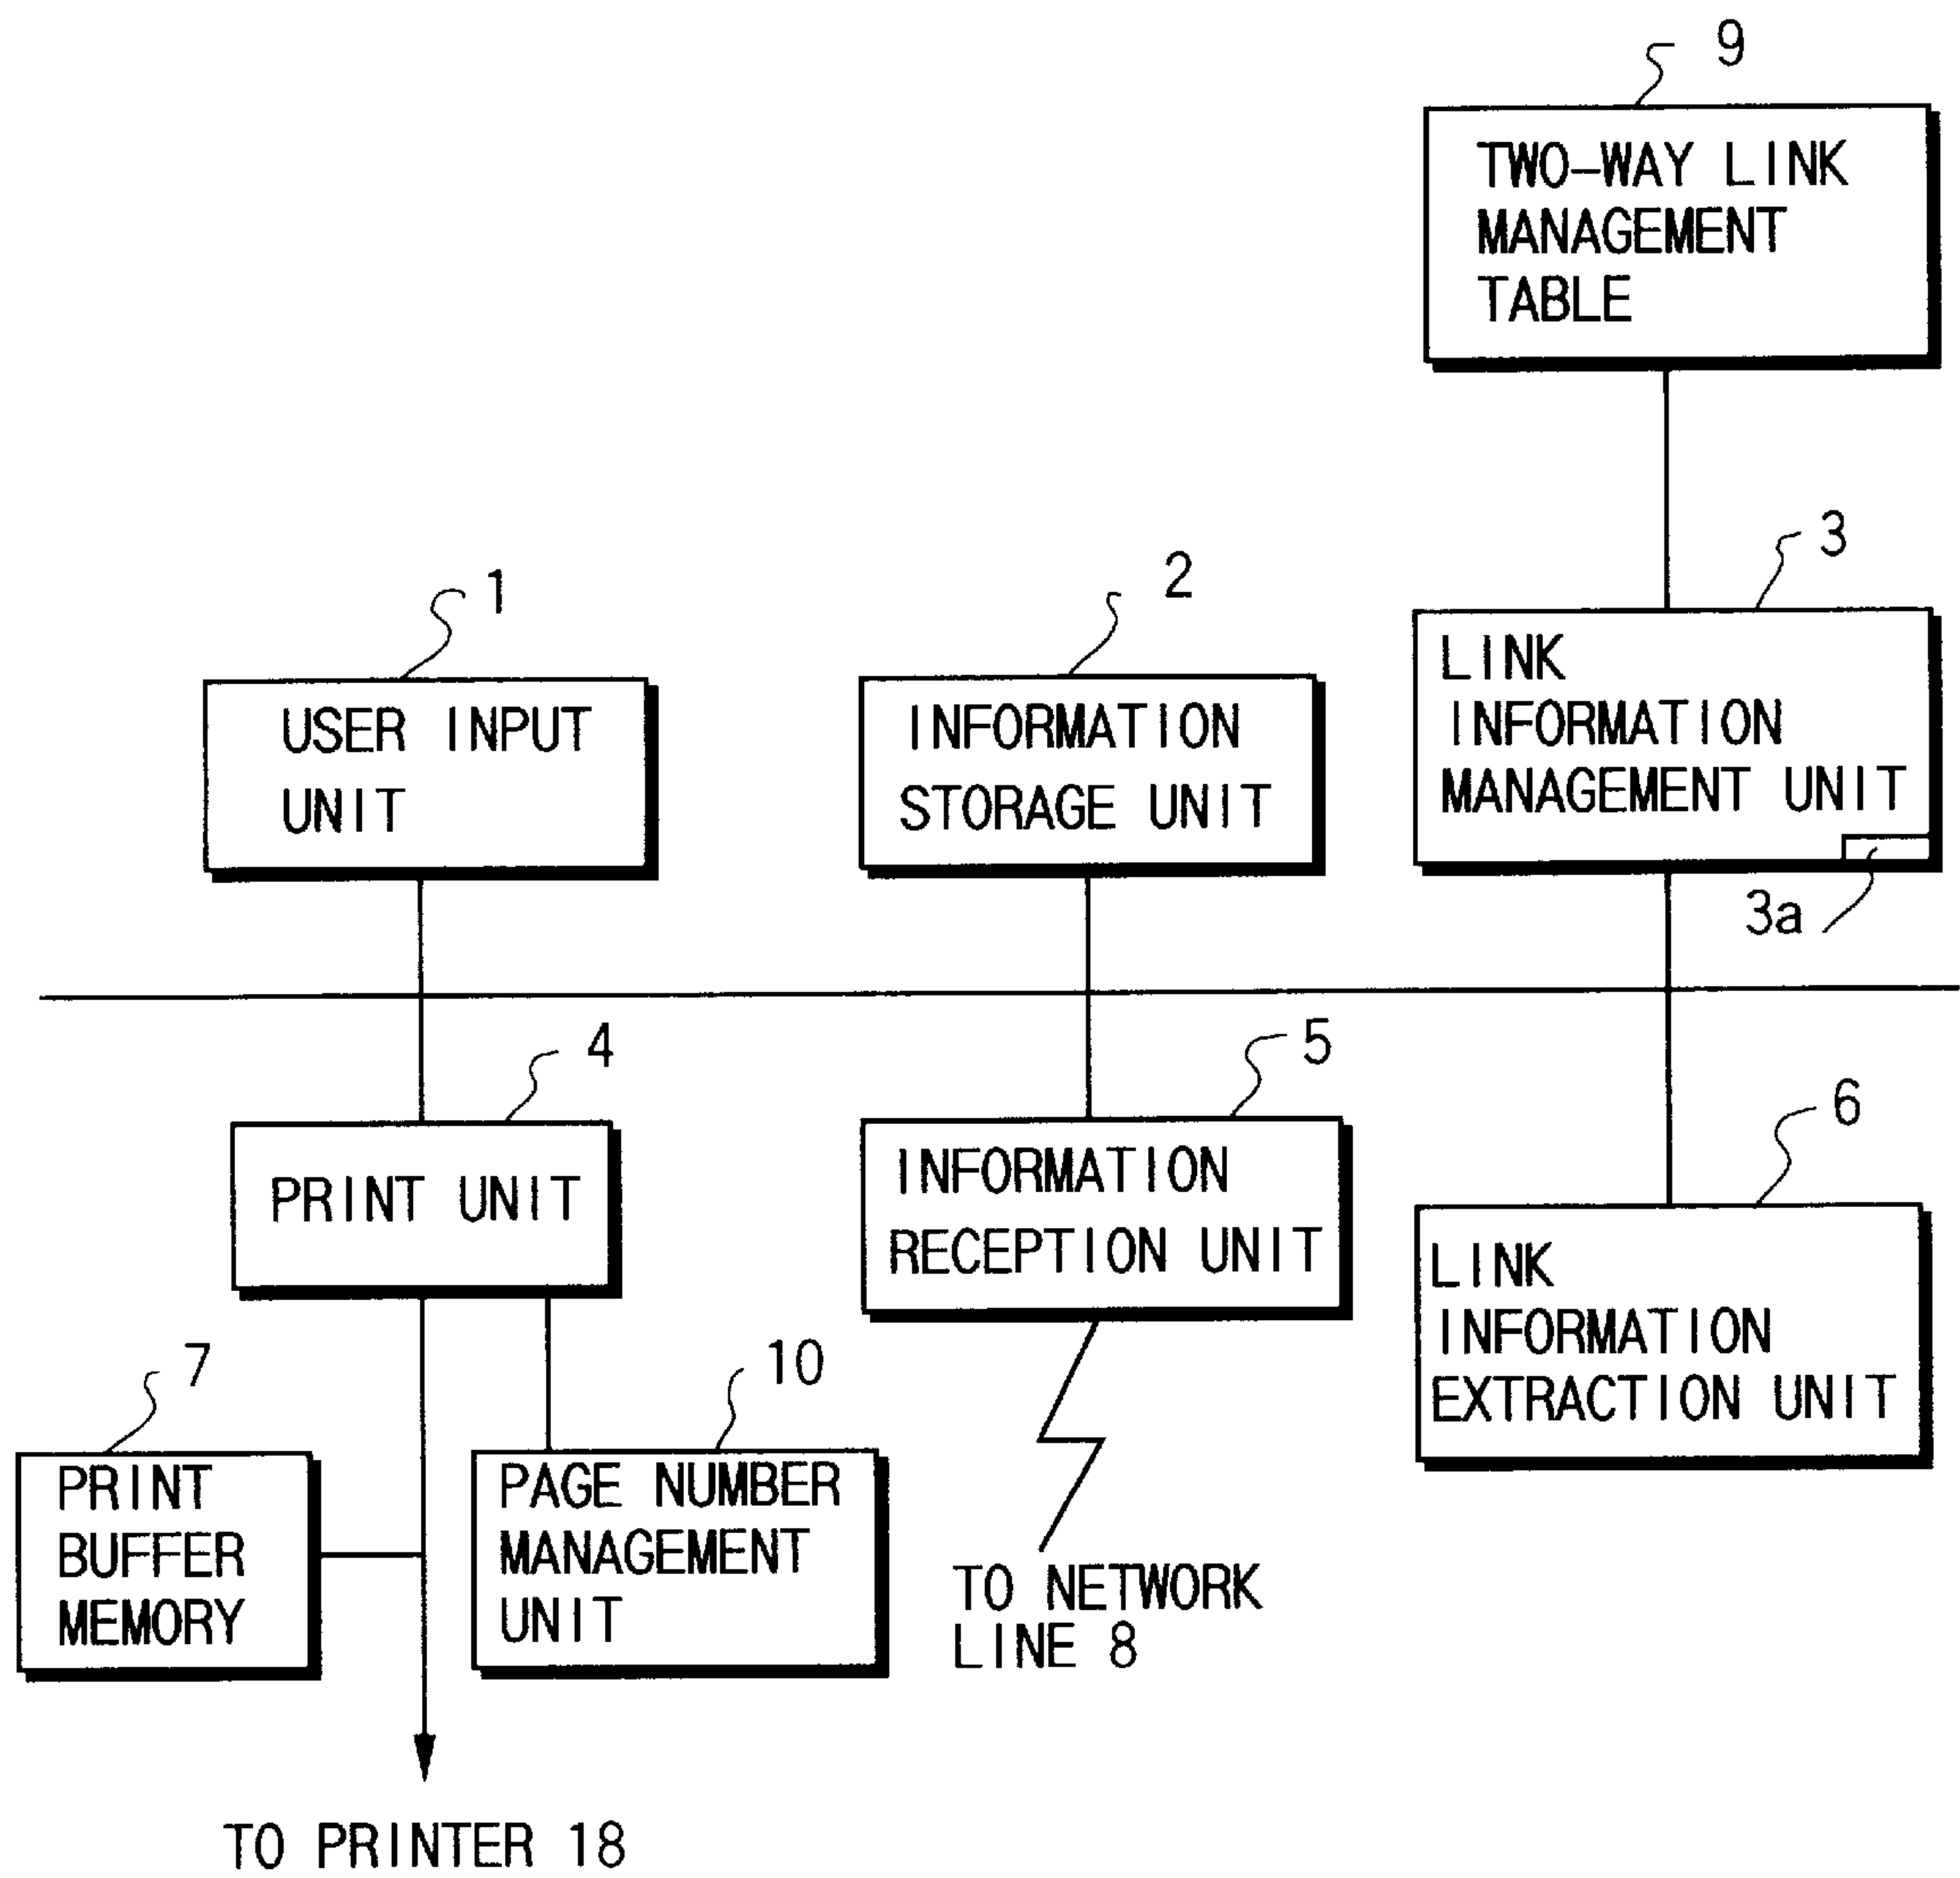 9
TWO-WAY LINK
MANAGEMENT
TABLE
1
USER INPUT
UNIT
2
INFORMATION
STORAGE UNIT
3
LINK
INFORMATION
MANAGEMENT UNIT
3a
4
PRINT UNIT
5
INFORMATION
RECEPTION UNIT
6
LINK
INFORMATION
EXTRACTION UNIT
7
PRINT
BUFFER
MEMORY
10
PAGE NUMBER
MANAGEMENT
UNIT
TO NETWORK
LINE 8
TO PRINTER 18